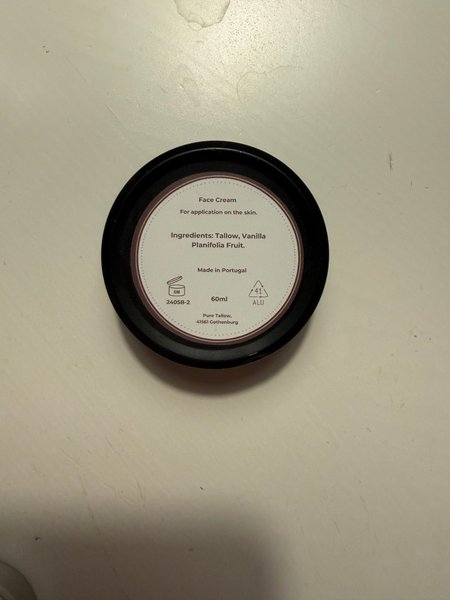 Face Cream
For application on the skin.
Ingredients: Tallow, Vanilla
Planifolia Fruit.
Made in Portugal
6M
24058-2
60ml
41
ALU
Pure Tallow,
41561 Gothenburg